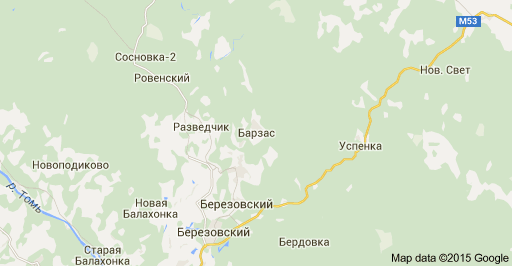 М53
Сосновка-2
Нов. Свет
Ровенский
Разведчик
Барзас
Успенка
Новоподиково
р. Томь
Новая
Балахонка
Березовский
Березовский
Бердовка
Старая
Балахонка
Map data ©2015 Google